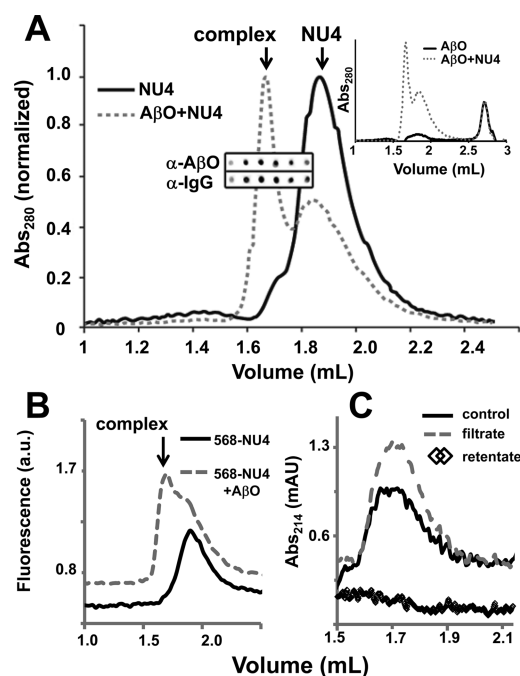 A
complex
NU4
NU4
AβO+NU4
AβO
AβO+NU4
Abs280
1 1.5 2 2.5 3
Volume (mL)
α-AβO
α-IgG
Abs280 (normalized)
1.0
0.8
0.6
0.4
0.2
0
1 1.2 1.4 1.6 1.8 2.0 2.2 2.4
Volume (mL)
B
complex
568-NU4
568-NU4
+AβO
Fluorescence (a.u.)
1.7
0.8
1.0 1.5 2.0
C
control
filtrate
retentate
Abs214 (mAU)
1.3
0.6
1.5 1.7 1.9 2.1
Volume (mL)